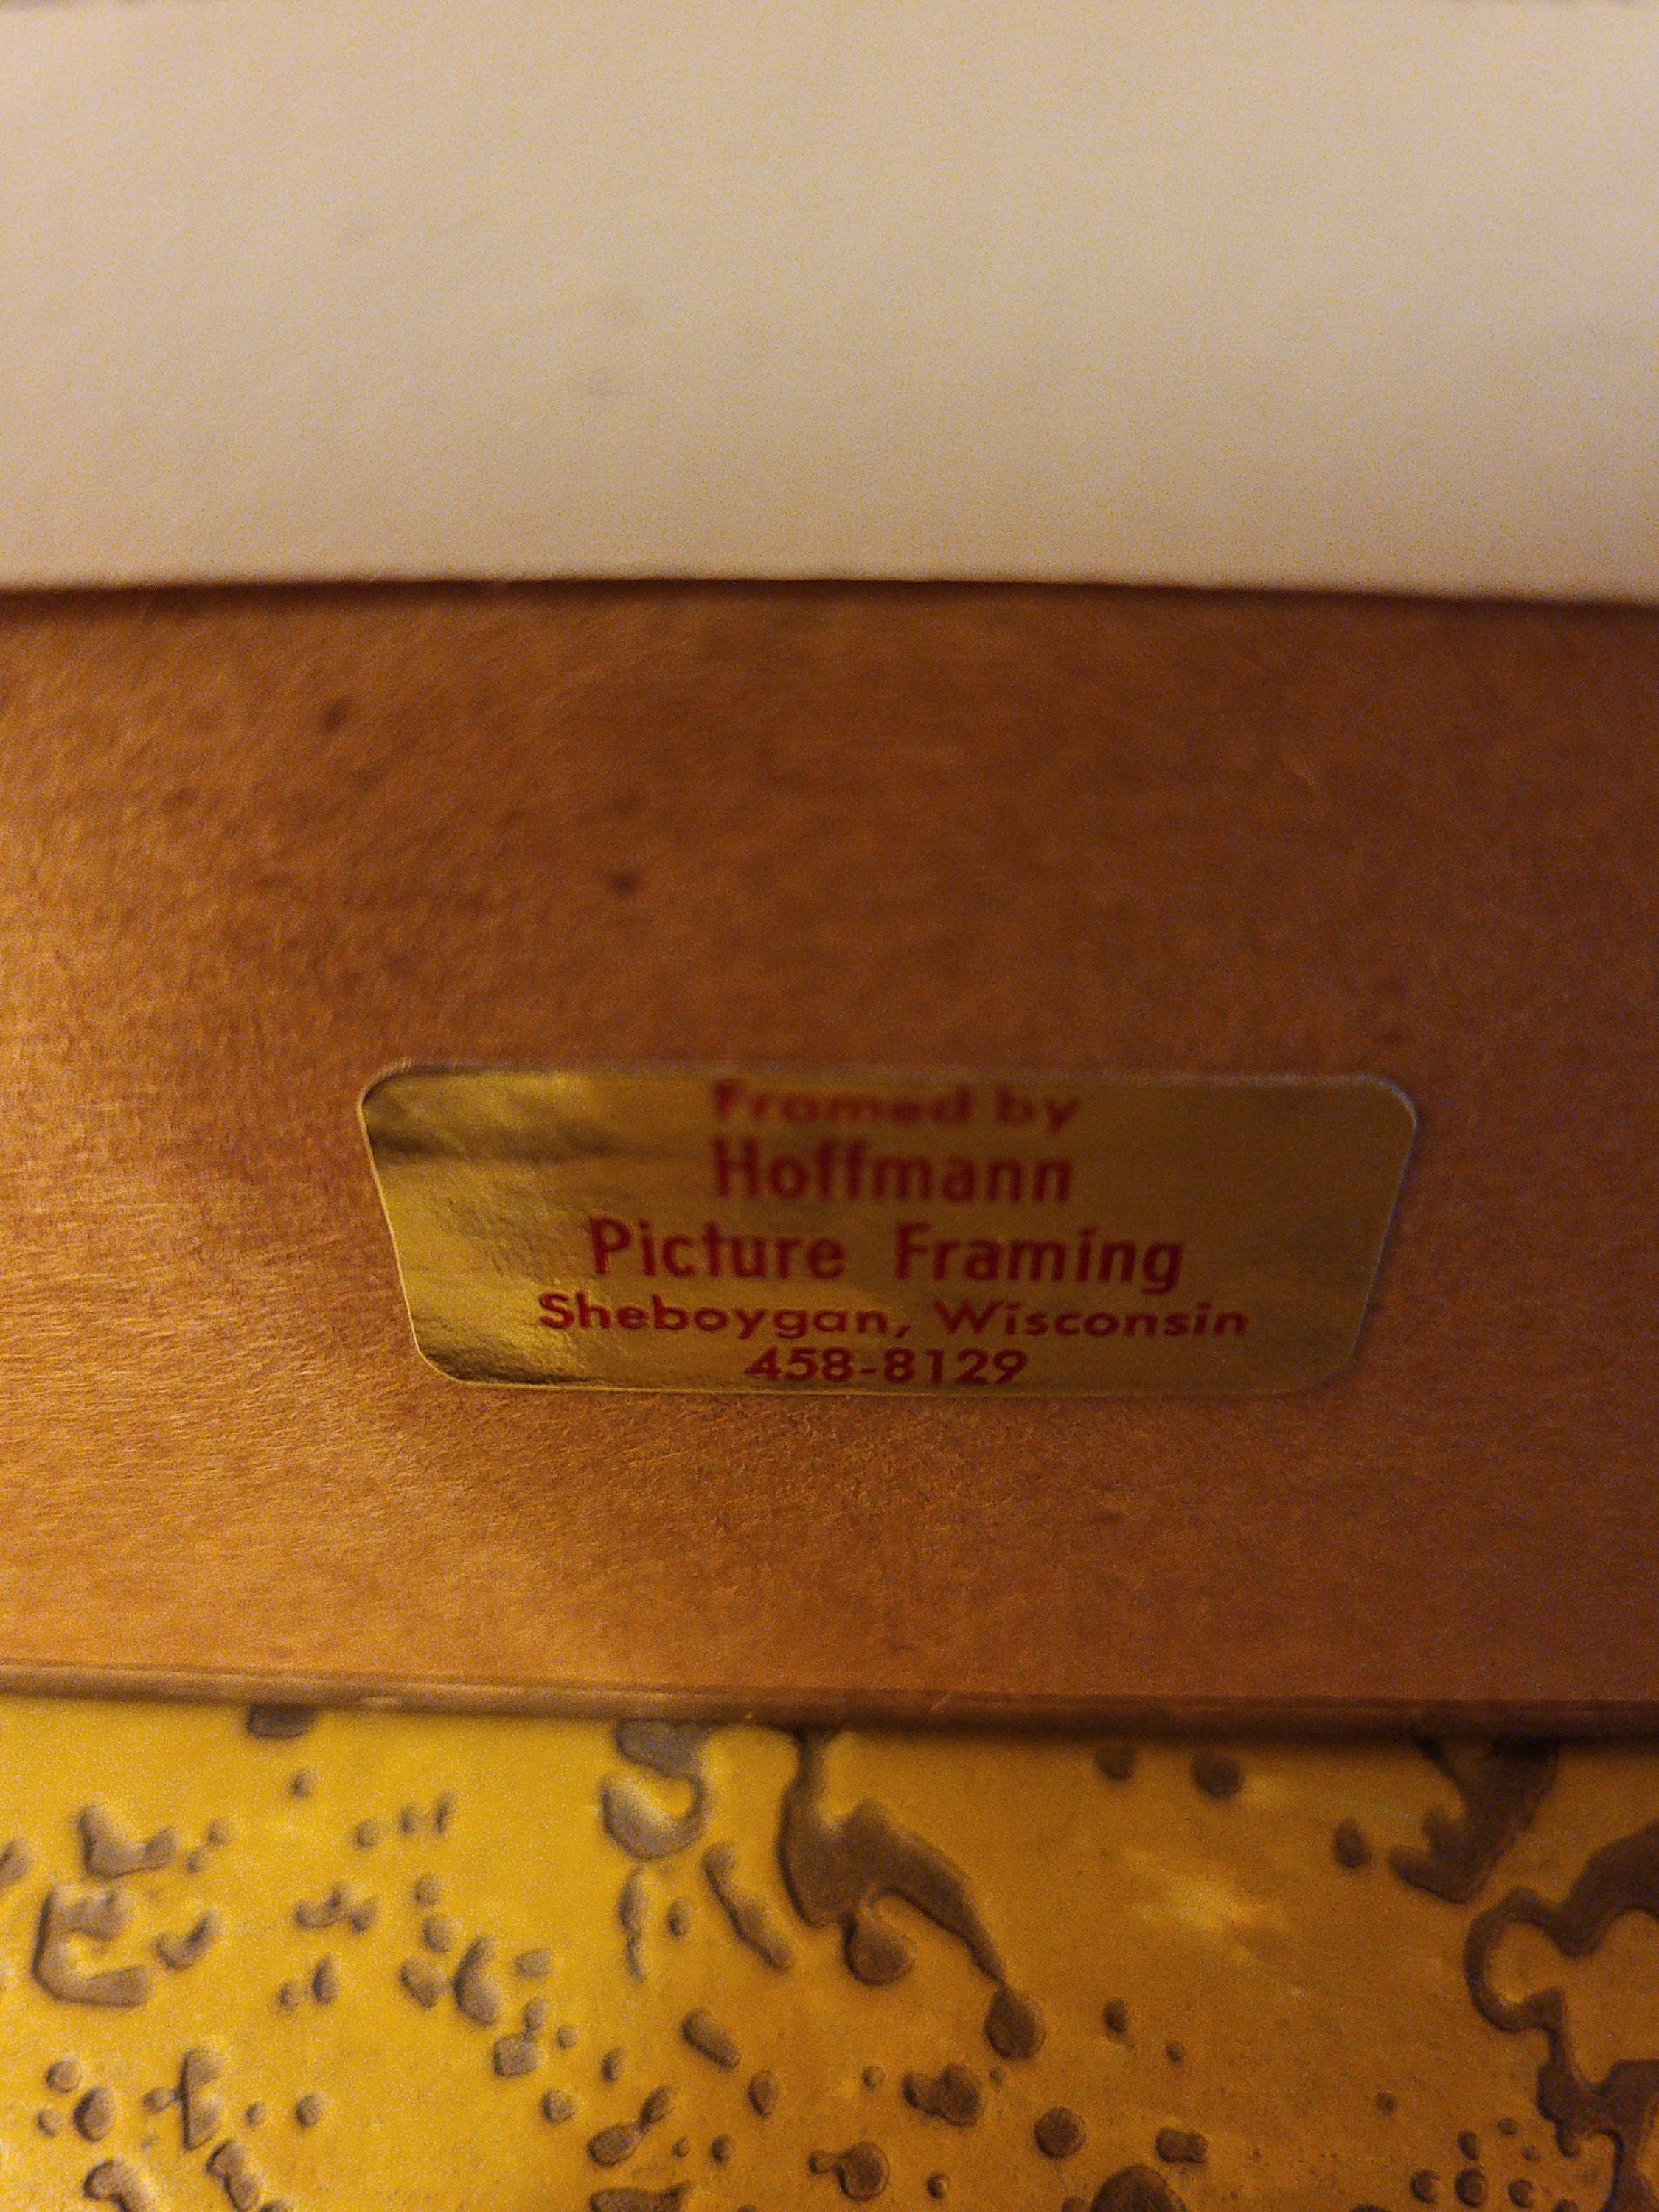 Framed by
Hoffmann
Picture Framing
Sheboygan, Wisconsin
458-8129